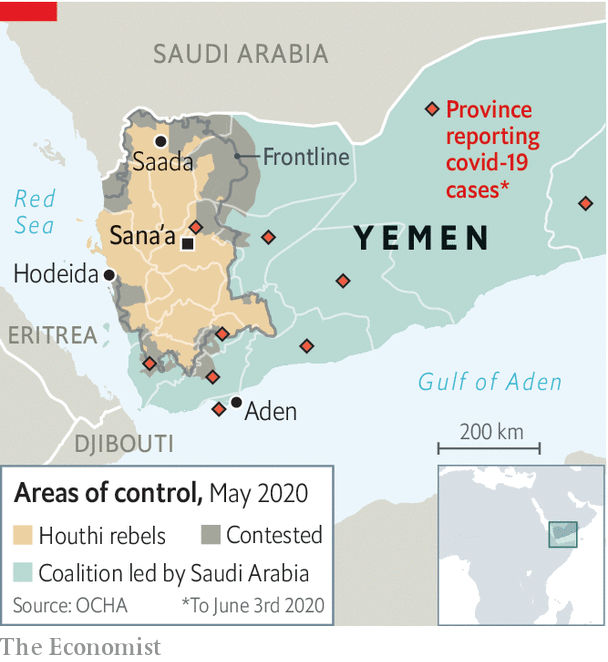 SAUDI ARABIA
Province
reporting
covid-19
cases*
Saada
Frontline
Red
Sea
Sana'a
YEMEN
Hodeida
ERITREA
Gulf of Aden
Aden
DJIBOUTI
200 km
Areas of control, May 2020
Houthi rebels
Contested
Coalition led by Saudi Arabia
Source: OCHA
*To June 3rd 2020
The Economist